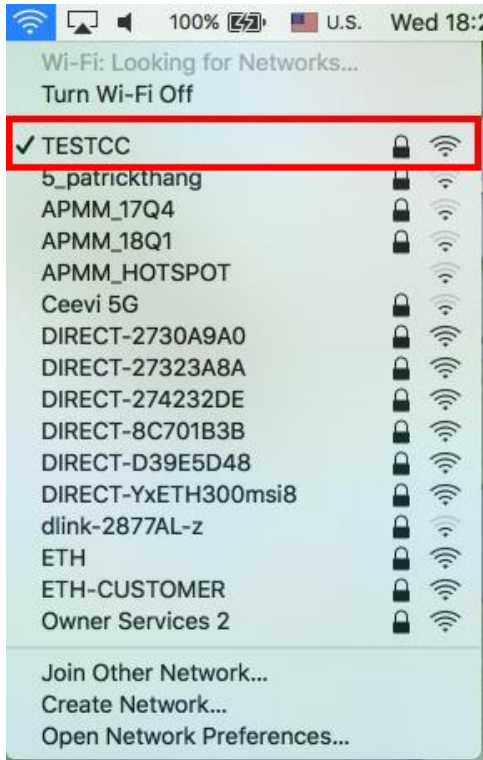 100% U.S. Wed 18:2
Wi-Fi: Looking for Networks...
Turn Wi-Fi Off
✓ TESTCC
5_patrickthang
APMM_17Q4
APMM_18Q1
APMM_HOTSPOT
Ceevi 5G
DIRECT-2730A9A0
DIRECT-27323A8A
DIRECT-274232DE
DIRECT-8C701B3B
DIRECT-D39E5D48
DIRECT-YxETH300msi8
dlink-2877AL-z
ETH
ETH-CUSTOMER
Owner Services 2
Join Other Network...
Create Network...
Open Network Preferences...